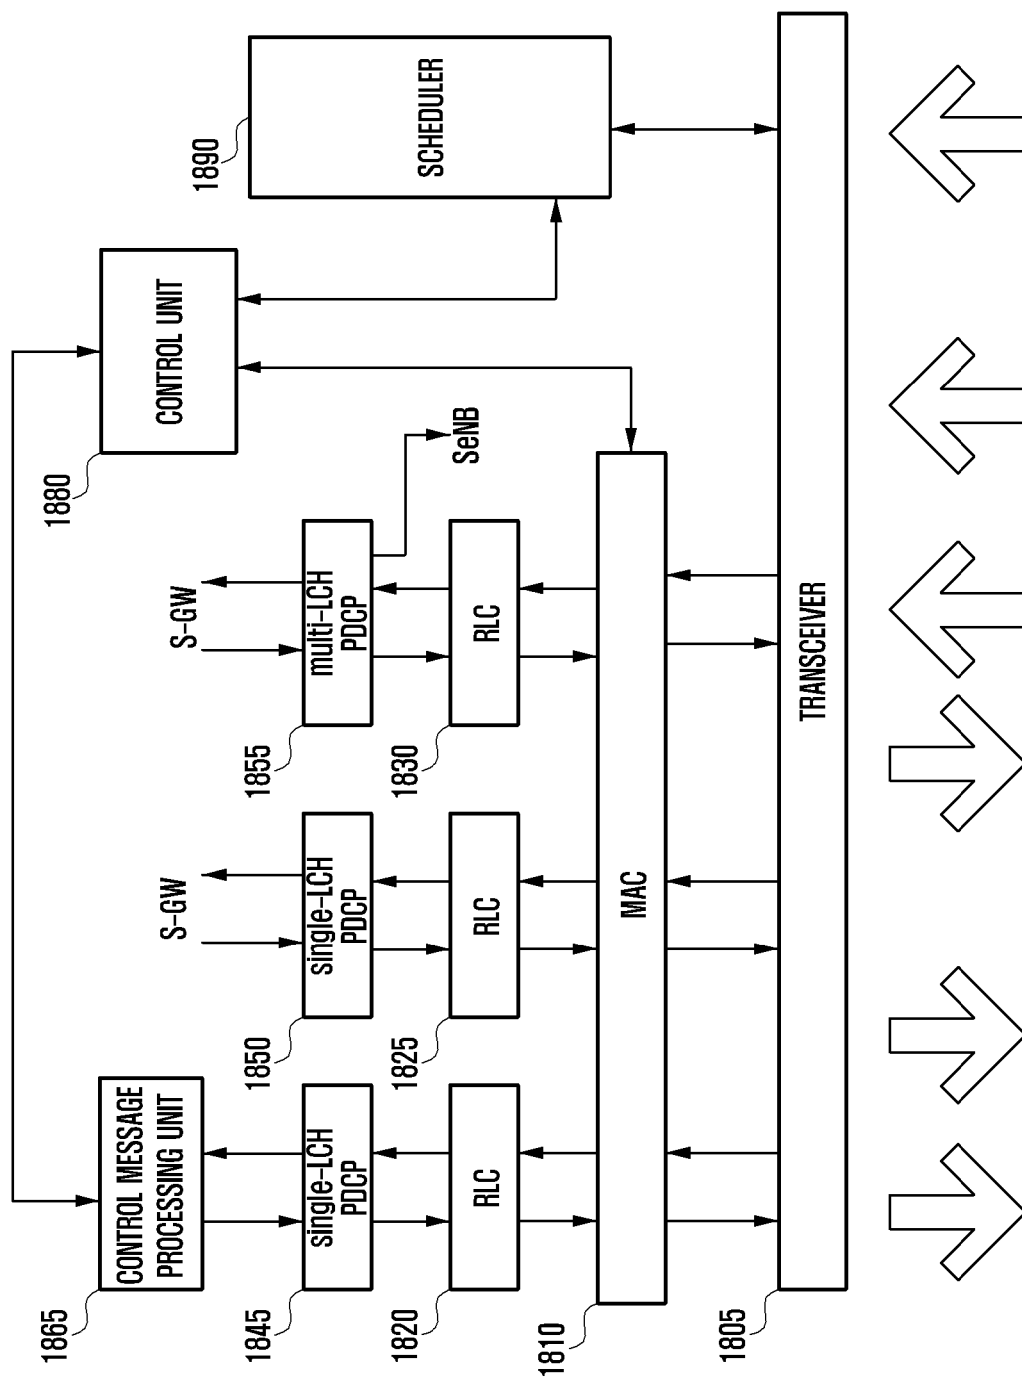 1865
CONTROL MESSAGE
PROCESSING UNIT
1880
CONTROL UNIT
1890
SCHEDULER
S-GW
S-GW
1845
single-LCH
PDCP
1850
single-LCH
PDCP
1855
multi-LCH
PDCP
SeNB
1820
RLC
1825
RLC
1830
RLC
1810
MAC
1805
TRANSCEIVER